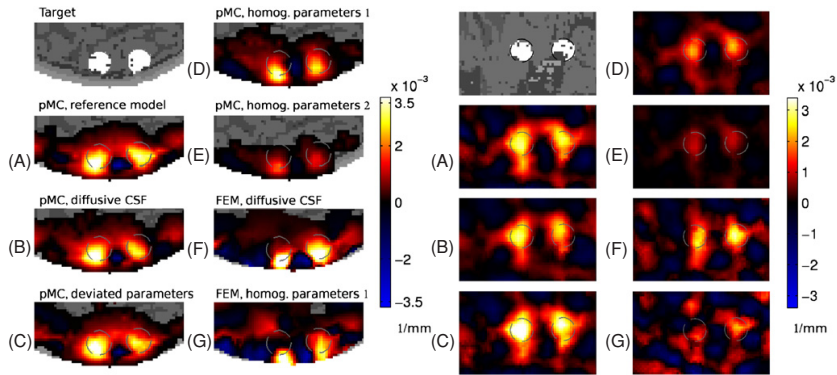 Target
pMC, homog. parameters 1
(D)
(D)
pMC, reference model
pMC, homog. parameters 2
(A)
(E)
(A)
(E)
pMC, diffusive CSF
FEM, diffusive CSF
(B)
(F)
(B)
(F)
pMC, deviated parameters
FEM, homog. parameters 1
(C)
(G)
(C)
(G)
x 10⁻³
3.5
2
0
−2
−3.5
1/mm
x 10⁻³
3
2
1
0
−1
−2
−3
1/mm